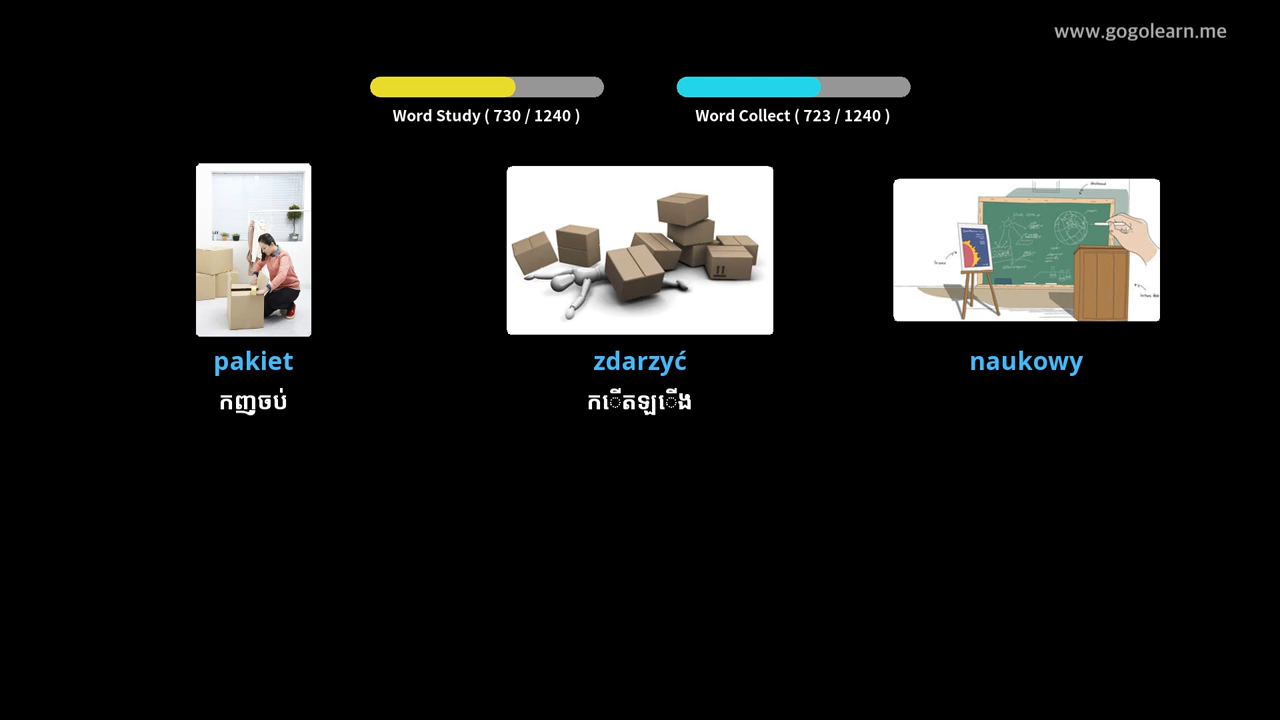 www.gogolearn.me
Word Study ( 730 / 1240 )
Word Collect ( 723 / 1240 )
pakiet
zdarzyć
naukowy
កញ្ចប់
កើតឡើង